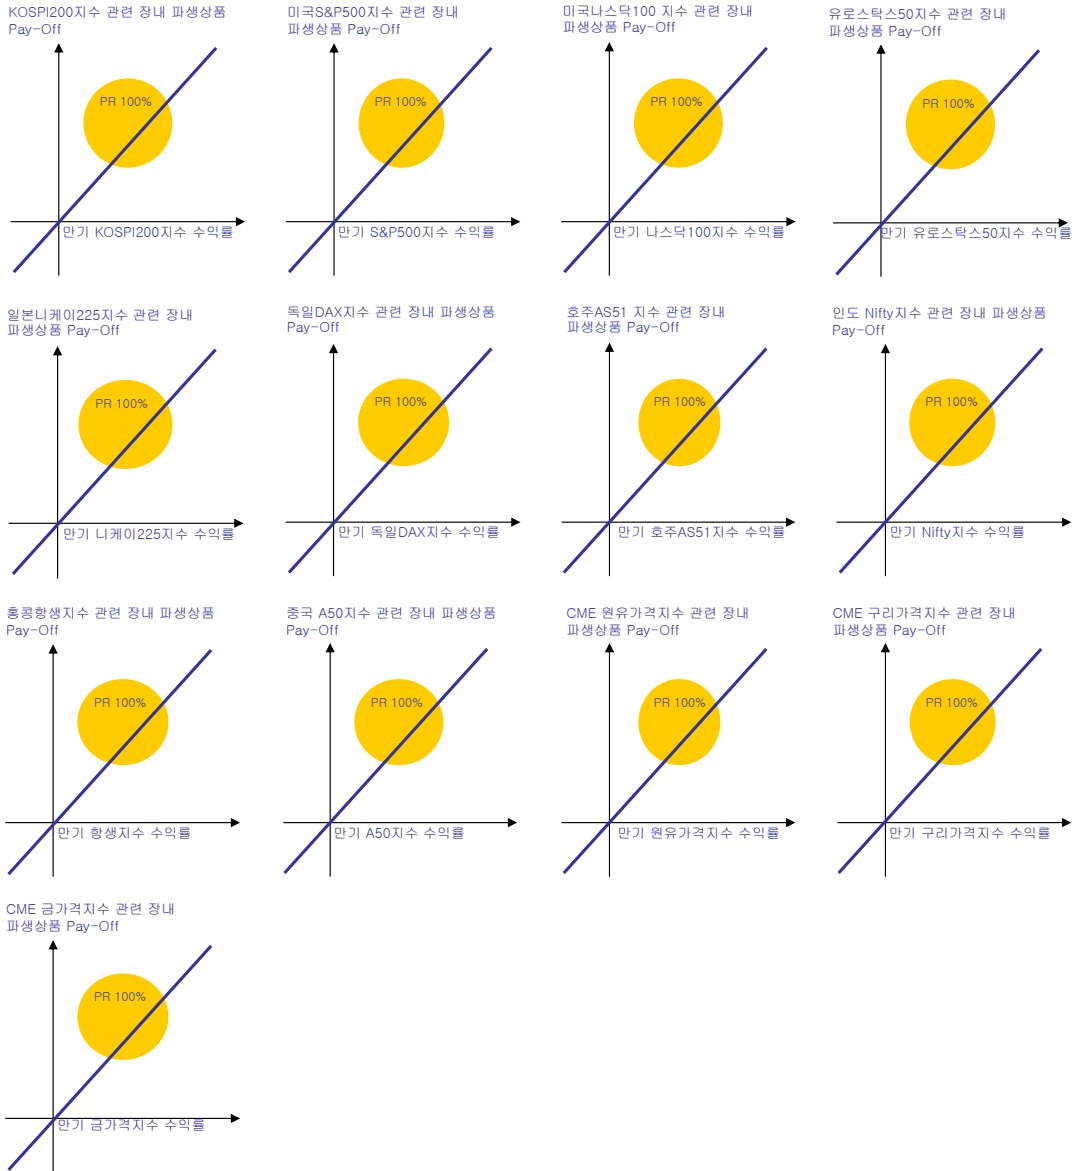 KOSPI200지수 관련 장내 파생상품
Pay-Off
PR 100%
만기 KOSPI200지수 수익률
미국S&P500지수 관련 장내
파생상품 Pay-Off
PR 100%
만기 S&P500지수 수익률
미국나스닥100 지수 관련 장내
파생상품 Pay-Off
PR 100%
만기 나스닥100지수 수익률
유로스탁스50지수 관련 장내
파생상품 Pay-Off
PR 100%
만기 유로스탁스50지수 수익률
일본니케이225지수 관련 장내
파생상품 Pay-Off
PR 100%
만기 니케이225지수 수익률
독일DAX지수 관련 장내 파생상품
Pay-Off
PR 100%
만기 독일DAX지수 수익률
호주AS51 지수 관련 장내
파생상품 Pay-Off
PR 100%
만기 호주AS51지수 수익률
인도 Nifty지수 관련 장내 파생상품
Pay-Off
PR 100%
만기 Nifty지수 수익률
홍콩항생지수 관련 장내 파생상품
Pay-Off
PR 100%
만기 항생지수 수익률
중국 A50지수 관련 장내 파생상품
Pay-Off
PR 100%
만기 A50지수 수익률
CME 원유가격지수 관련 장내
파생상품 Pay-Off
PR 100%
만기 원유가격지수 수익률
CME 구리가격지수 관련 장내
파생상품 Pay-Off
PR 100%
만기 구리가격지수 수익률
CME 금가격지수 관련 장내
파생상품 Pay-Off
PR 100%
만기 금가격지수 수익률